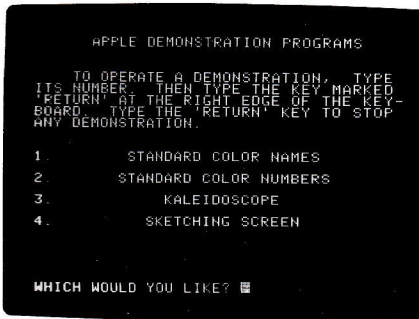 APPLE DEMONSTRATION PROGRAMS
TO OPERATE A DEMONSTRATION, TYPE
ITS NUMBER. THEN TYPE THE KEY MARKED
'RETURN' AT THE RIGHT EDGE OF THE KEY-
BOARD. TYPE THE 'RETURN' KEY TO STOP
ANY DEMONSTRATION.
1. STANDARD COLOR NAMES
2. STANDARD COLOR NUMBERS
3. KALEIDOSCOPE
4. SKETCHING SCREEN
WHICH WOULD YOU LIKE?